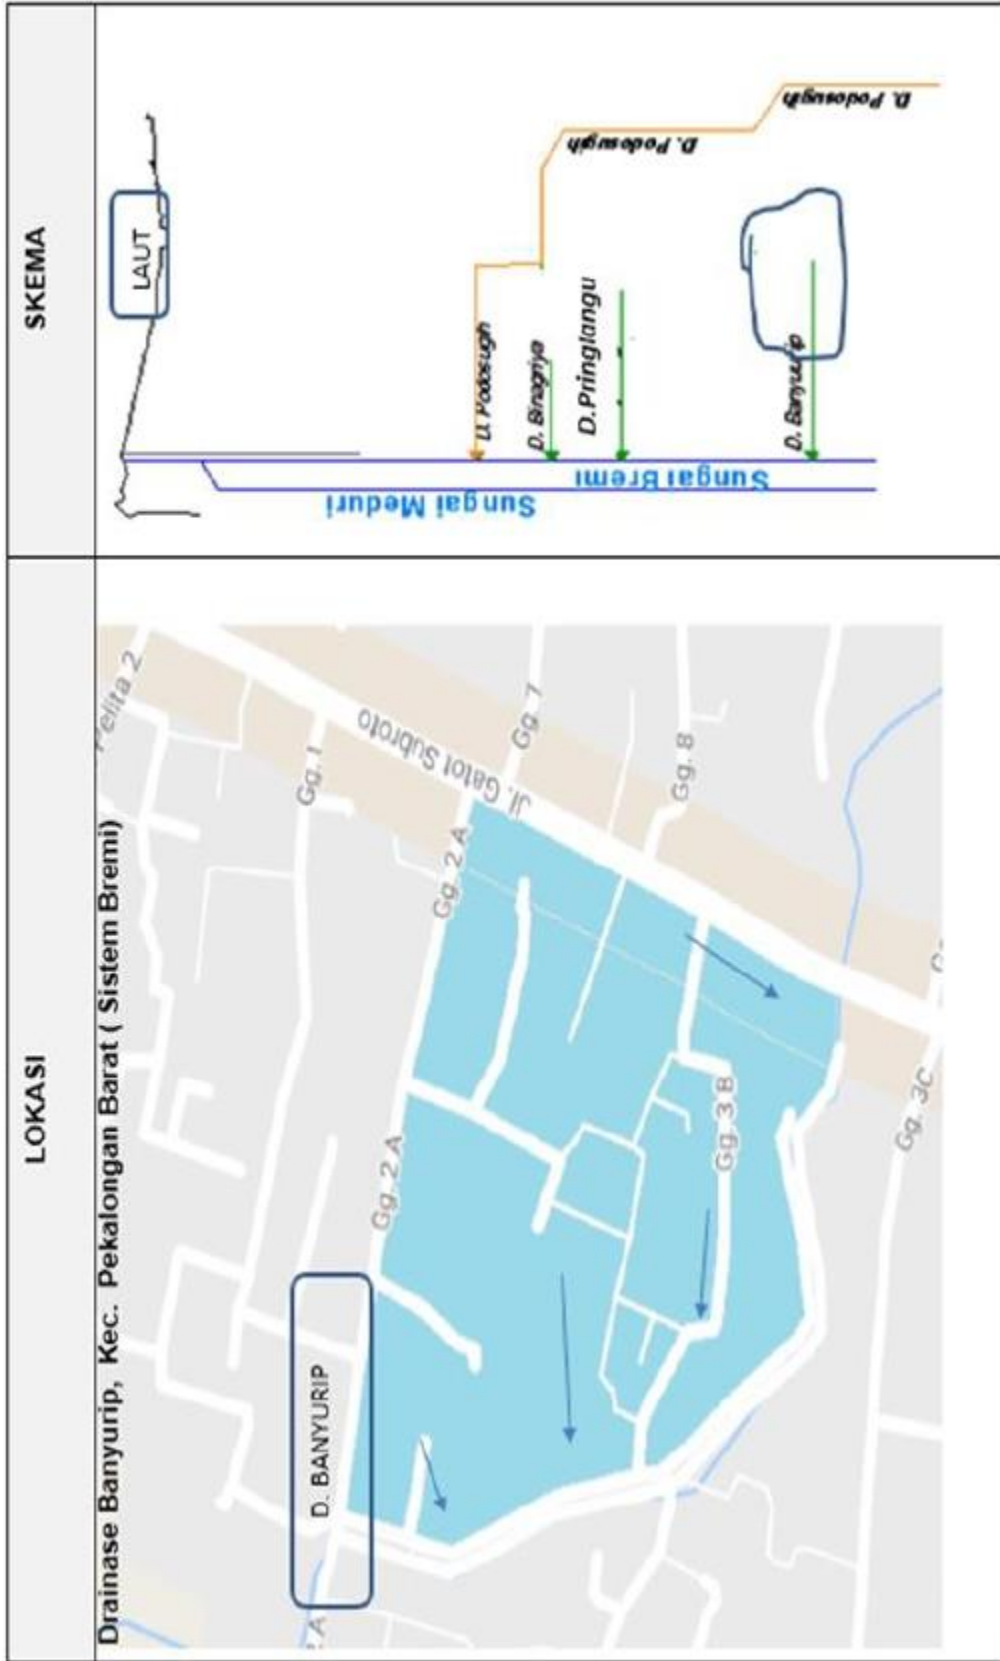 LOKASI
SKEMA
Drainase Banyurip, Kec. Pekalongan Barat ( Sistem Bremi)
D. BANYURIP
Pelita 2
Gg. 1
Jl. Gatot Subroto
Gg. 7
Gg. 2 A
Gg. 8
Gg. 2 A
Gg. 3 B
Gg. 3C
LAUT
D. Podosugih
D. Podosugih
D. Podosugih
D. Binagriya
D.Pringlangu
D. Banyuurip
Sungai Bremi
Sungai Meduri